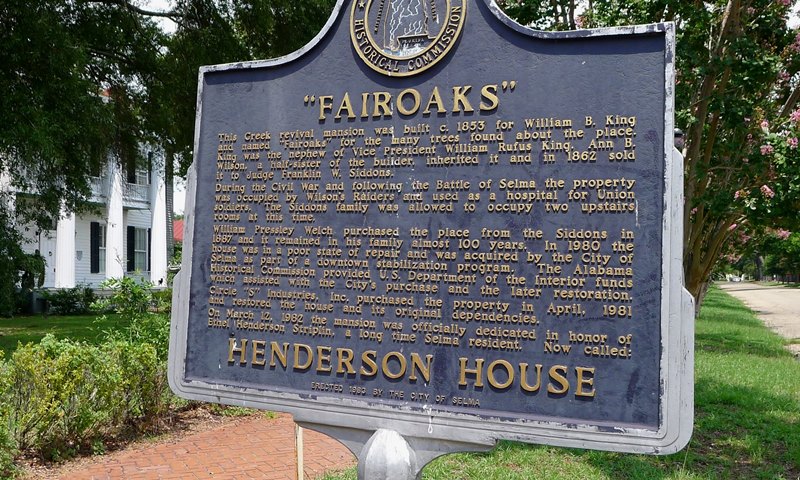 HISTORICAL COMMISSION
"FAIROAKS"
This Greek revival mansion was built c. 1853 for William B. King
and named "Fairoaks" for the many trees found about the place.
King was the nephew of Vice President William Rufus King. Ann B.
Wilson, a half-sister of the builder, inherited it and in 1862 sold
it to Judge Franklin W. Siddons.
During the Civil War and following the Battle of Selma the property
was occupied by Wilson's Raiders and used as a hospital for Union
soldiers. The Siddons family was allowed to occupy two upstairs
rooms at this time.
William Pressley Welch purchased the place from the Siddons in
1887 and it remained in his family almost 100 years. In 1980 the
house was in a poor state of repair and was acquired by the City of
Selma as part of a downtown stabilization program. The Alabama
Historical Commission provided U.S. Department of the Interior funds
which assisted with the City's purchase and the later restoration.
Circle "S" Industries, Inc. purchased the property in April, 1981
and restored the house and its original dependencies.
On March 12, 1982 the mansion was officially dedicated in honor of
Ethel Henderson Striplin, a long time Selma resident. Now called:
HENDERSON HOUSE
ERECTED 1980 BY THE CITY OF SELMA